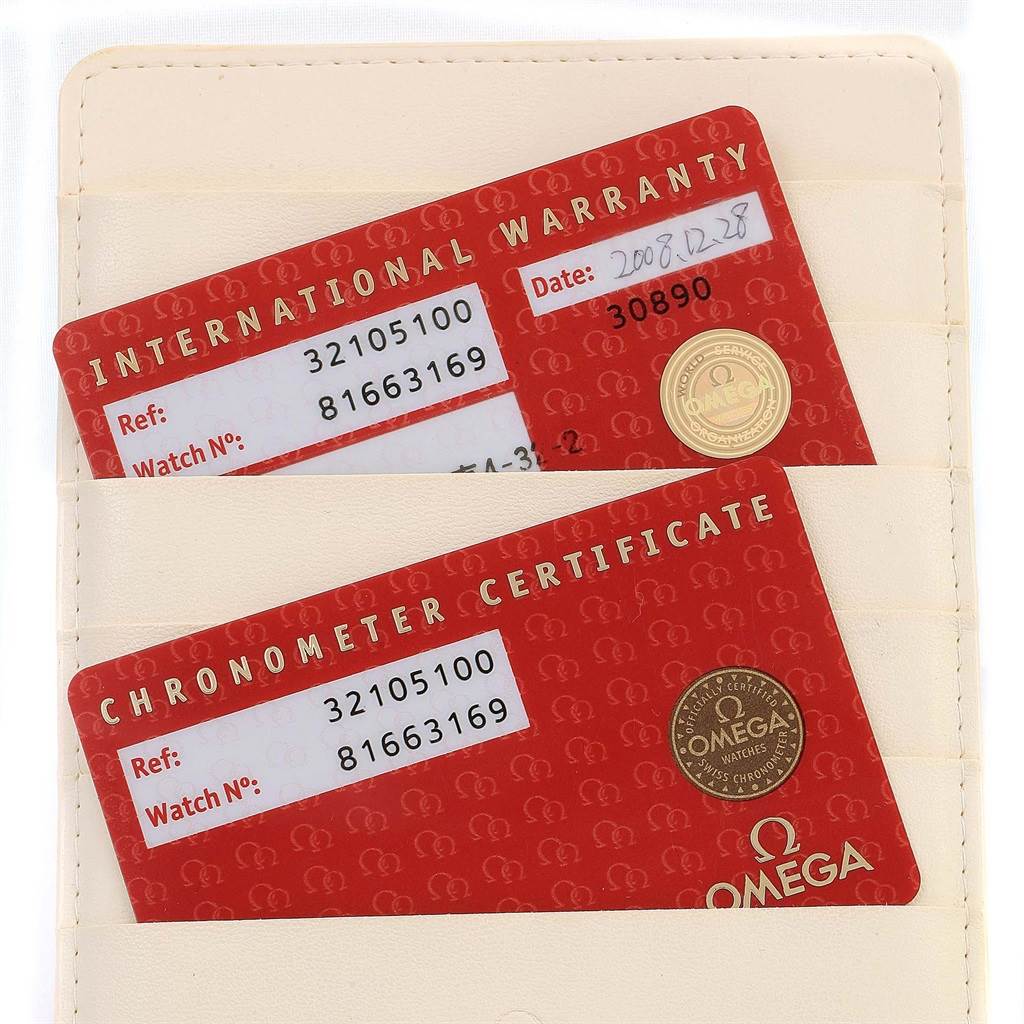 INTERNATIONAL WARRANTY
Date: 2008.12.28
30890
Ref: 32105100
Watch Nº: 81663169
WORLD SERVICE
Ω
OMEGA
ORGANIZATION
CHRONOMETER CERTIFICATE
Ref: 32105100
Watch Nº: 81663169
OFFICIALLY CERTIFIED
Ω
OMEGA
WATCHES
SWISS CHRONOMETER
Ω
OMEGA